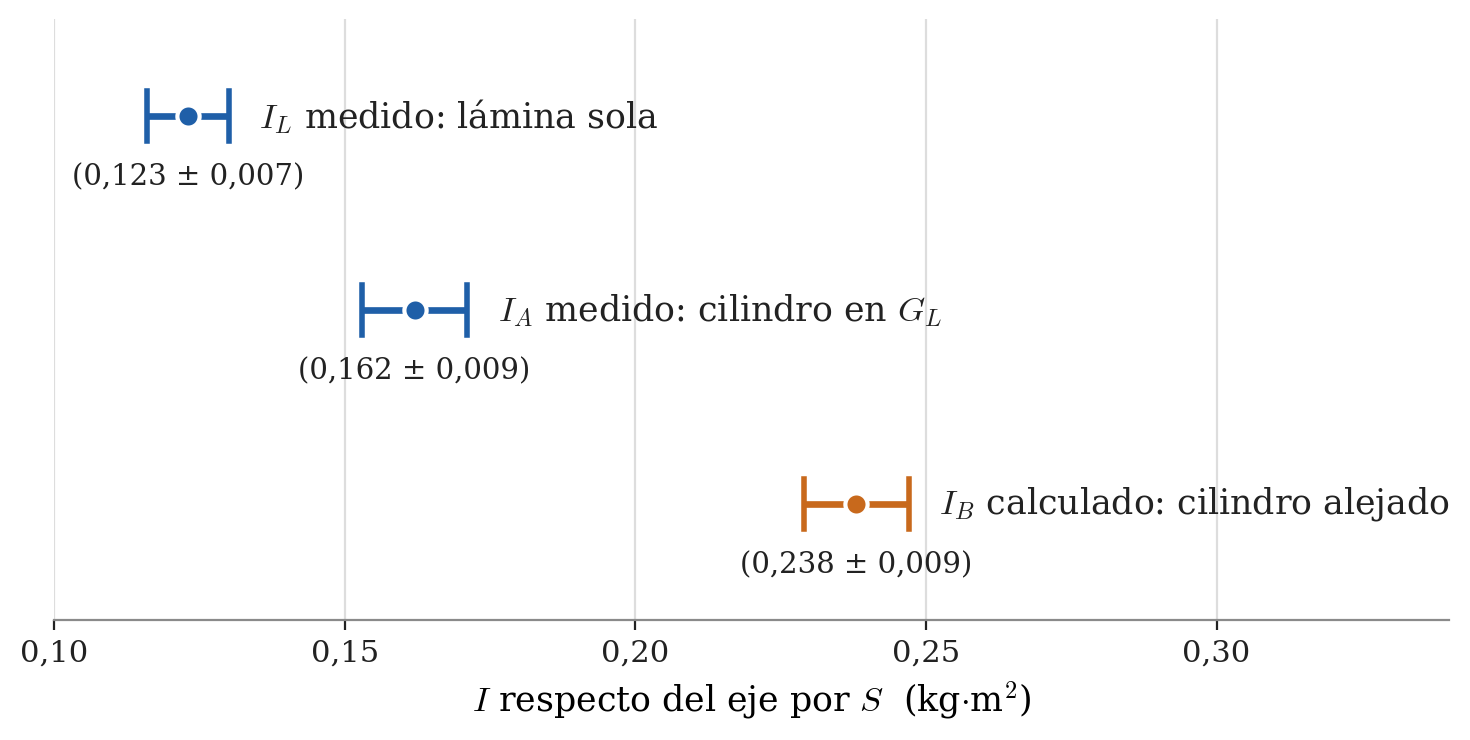 I_L medido: lámina sola
(0,123 ± 0,007)
I_A medido: cilindro en G_L
(0,162 ± 0,009)
I_B calculado: cilindro alejado
(0,238 ± 0,009)
0,10 0,15 0,20 0,25 0,30
I respecto del eje por S (kg·m²)